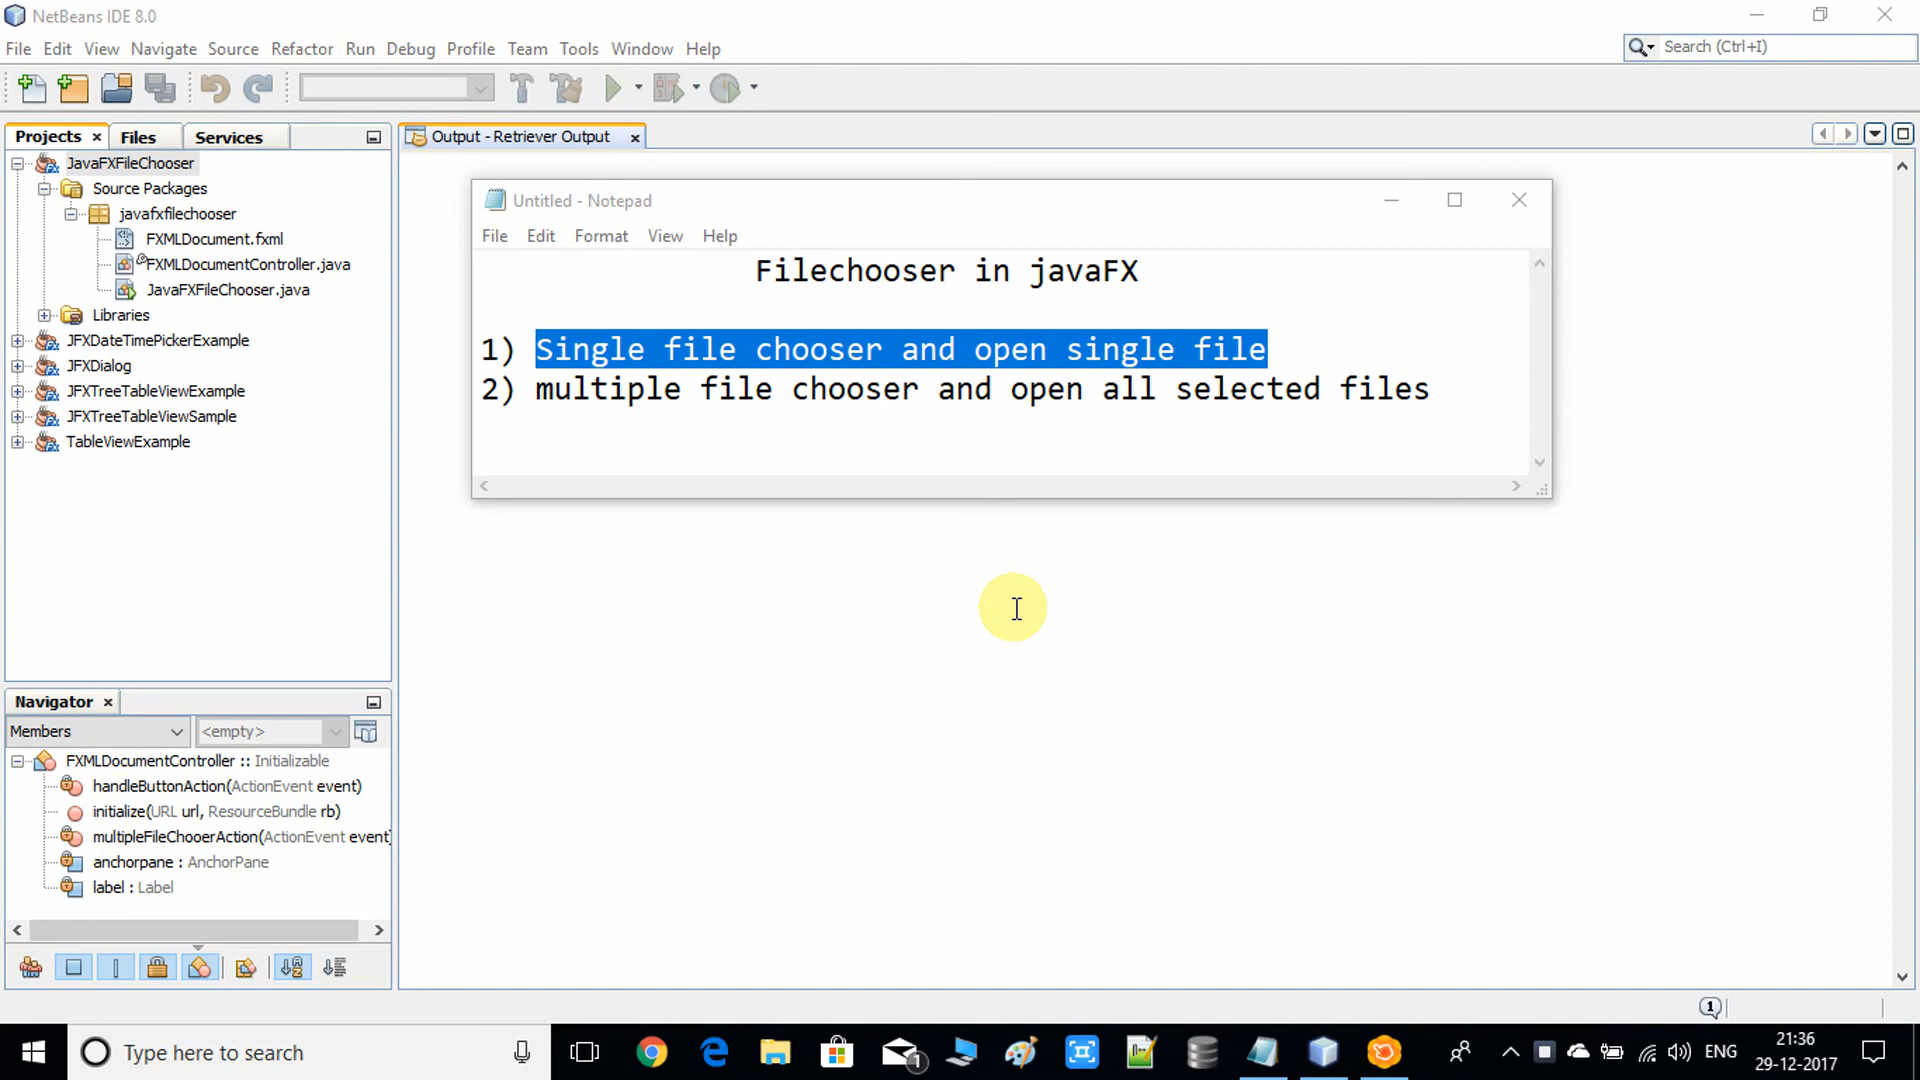 NetBeans IDE 8.0
File Edit View Navigate Source Refactor Run Debug Profile Team Tools Window Help
Search (Ctrl+I)
Projects Files Services
Output - Retriever Output
JavaFXFileChooser
Source Packages
javafxfilechooser
FXMLDocument.fxml
FXMLDocumentController.java
JavaFXFileChooser.java
Libraries
JFXDateTimePickerExample
JFXDialog
JFXTreeTableViewExample
JFXTreeTableViewSample
TableViewExample
Untitled - Notepad
File Edit Format View Help
Filechooser in javaFX
1) Single file chooser and open single file
2) multiple file chooser and open all selected files
Navigator
Members <empty>
FXMLDocumentController :: Initializable
handleButtonAction(ActionEvent event)
initialize(URL url, ResourceBundle rb)
multipleFileChooerAction(ActionEvent event)
anchorpane : AnchorPane
label : Label
1
Type here to search
1
ENG
21:36
29-12-2017